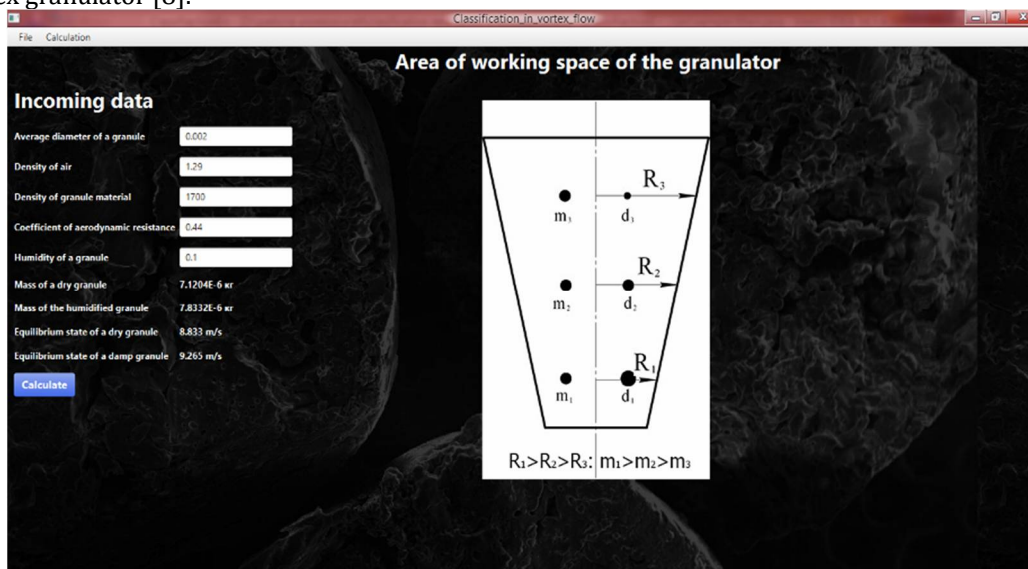 ex granulator [8].
Classification_in_vortex_flow
File Calculation
Area of working space of the granulator
Incoming data
Average diameter of a granule 0.002
Density of air 1.29
Density of granule material 1700
Coefficient of aerodynamic resistance 0.44
Humidity of a granule 0.1
Mass of a dry granule 7.1204E-6 кг
Mass of the humidified granule 7.8332E-6 кг
Equilibrium state of a dry granule 8.833 m/s
Equilibrium state of a damp granule 9.265 m/s
Calculate
R₃
m₃ d₃
R₂
m₂ d₂
R₁
m₁ d₁
R₁>R₂>R₃; m₁>m₂>m₃